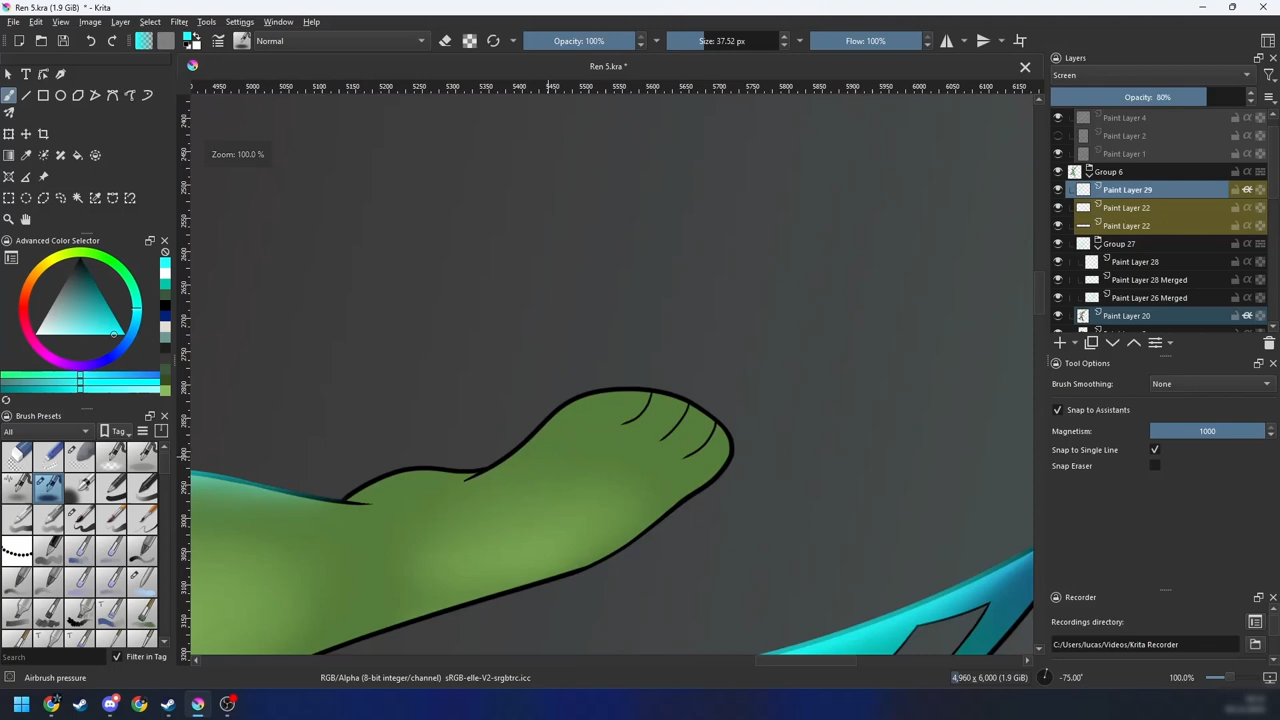 Ren 5.kra (1.9 GiB) * - Krita
File Edit View Image Layer Select Filter Tools Settings Window Help
Normal
Opacity: 100%
Size: 37.52 px
Flow: 100%
Ren 5.kra *
4950 5000 5050 5100 5150 5200 5250 5300 5350 5400 5450 5500 5550 5600 5650 5700 5750 5800 5850 5900 5950 6000 6050 6100 6150
Zoom: 100.0 %
Advanced Color Selector
Brush Presets
All
Tag
Search
Filter in Tag
Layers
Screen
Opacity: 80%
Paint Layer 4
Paint Layer 2
Paint Layer 1
Group 6
Paint Layer 29
Paint Layer 22
Paint Layer 22
Group 27
Paint Layer 28
Paint Layer 28 Merged
Paint Layer 26 Merged
Paint Layer 20
Tool Options
Brush Smoothing:
None
Snap to Assistants
Magnetism:
1000
Snap to Single Line
Snap Eraser
Recorder
Recordings directory:
C:/Users/lucas/Videos/Krita Recorder
Airbrush pressure
RGB/Alpha (8-bit integer/channel) sRGB-elle-V2-srgbtrc.icc
4,960 x 6,000 (1.9 GiB)
-75.00°
100.0%